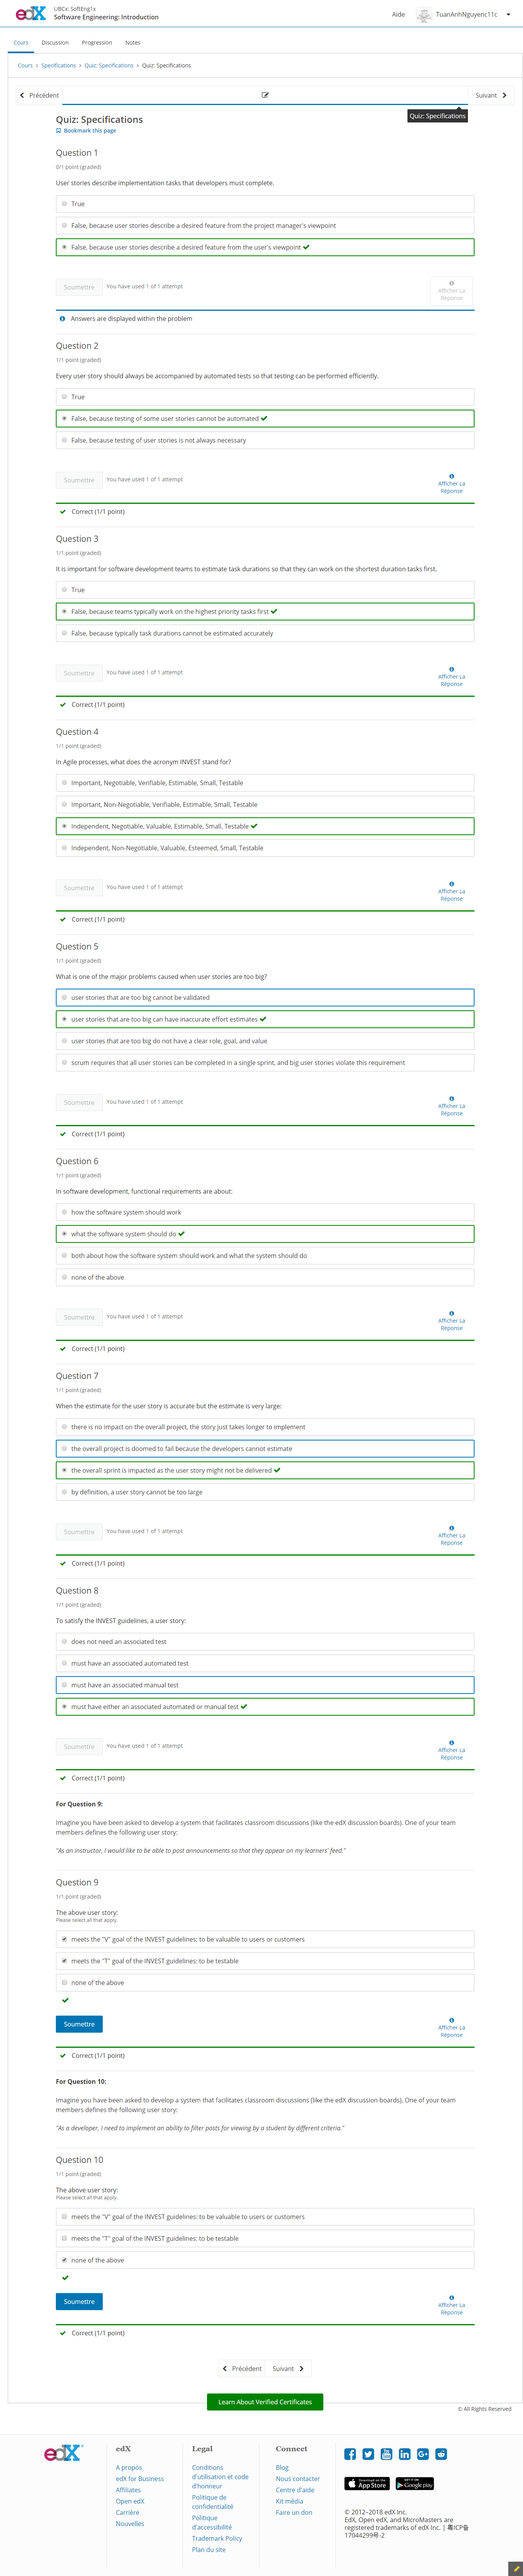 edX
UBCx: SoftEng1x
Software Engineering: Introduction
Aide
TuanAnhNguyenc11c
Cours
Discussion
Progression
Notes
Cours > Specifications > Quiz: Specifications > Quiz: Specifications
Précédent
Suivant
Quiz: Specifications
Quiz: Specifications
Bookmark this page
Question 1
0/1 point (graded)
User stories describe implementation tasks that developers must complete.
True
False, because user stories describe a desired feature from the project manager's viewpoint
False, because user stories describe a desired feature from the user's viewpoint
Soumettre
You have used 1 of 1 attempt
Afficher La
Réponse
Answers are displayed within the problem
Question 2
1/1 point (graded)
Every user story should always be accompanied by automated tests so that testing can be performed efficiently.
True
False, because testing of some user stories cannot be automated
False, because testing of user stories is not always necessary
Soumettre
You have used 1 of 1 attempt
Afficher La
Réponse
Correct (1/1 point)
Question 3
1/1 point (graded)
It is important for software development teams to estimate task durations so that they can work on the shortest duration tasks first.
True
False, because teams typically work on the highest priority tasks first
False, because typically task durations cannot be estimated accurately
Soumettre
You have used 1 of 1 attempt
Afficher La
Réponse
Correct (1/1 point)
Question 4
1/1 point (graded)
In Agile processes, what does the acronym INVEST stand for?
Important, Negotiable, Verifiable, Estimable, Small, Testable
Important, Non-Negotiable, Verifiable, Estimable, Small, Testable
Independent, Negotiable, Valuable, Estimable, Small, Testable
Independent, Non-Negotiable, Valuable, Esteemed, Small, Testable
Soumettre
You have used 1 of 1 attempt
Afficher La
Réponse
Correct (1/1 point)
Question 5
1/1 point (graded)
What is one of the major problems caused when user stories are too big?
user stories that are too big cannot be validated
user stories that are too big can have inaccurate effort estimates
user stories that are too big do not have a clear role, goal, and value
scrum requires that all user stories can be completed in a single sprint, and big user stories violate this requirement
Soumettre
You have used 1 of 1 attempt
Afficher La
Réponse
Correct (1/1 point)
Question 6
1/1 point (graded)
In software development, functional requirements are about:
how the software system should work
what the software system should do
both about how the software system should work and what the system should do
none of the above
Soumettre
You have used 1 of 1 attempt
Afficher La
Réponse
Correct (1/1 point)
Question 7
1/1 point (graded)
When the estimate for the user story is accurate but the estimate is very large:
there is no impact on the overall project, the story just takes longer to implement
the overall project is doomed to fail because the developers cannot estimate
the overall sprint is impacted as the user story might not be delivered
by definition, a user story cannot be too large
Soumettre
You have used 1 of 1 attempt
Afficher La
Réponse
Correct (1/1 point)
Question 8
1/1 point (graded)
To satisfy the INVEST guidelines, a user story:
does not need an associated test
must have an associated automated test
must have an associated manual test
must have either an associated automated or manual test
Soumettre
You have used 1 of 1 attempt
Afficher La
Réponse
Correct (1/1 point)
For Question 9:
Imagine you have been asked to develop a system that facilitates classroom discussions (like the edX discussion boards). One of your team
members defines the following user story:
"As an instructor, I would like to be able to post announcements so that they appear on my learners' feed."
Question 9
1/1 point (graded)
The above user story:
Please select all that apply.
meets the "V" goal of the INVEST guidelines: to be valuable to users or customers
meets the "T" goal of the INVEST guidelines: to be testable
none of the above
Soumettre
Afficher La
Réponse
Correct (1/1 point)
For Question 10:
Imagine you have been asked to develop a system that facilitates classroom discussions (like the edX discussion boards). One of your team
members defines the following user story:
"As a developer, I need to implement an ability to filter posts for viewing by a student by different criteria."
Question 10
1/1 point (graded)
The above user story:
Please select all that apply.
meets the "V" goal of the INVEST guidelines: to be valuable to users or customers
meets the "T" goal of the INVEST guidelines: to be testable
none of the above
Soumettre
Afficher La
Réponse
Correct (1/1 point)
Précédent
Suivant
Learn About Verified Certificates
© All Rights Reserved
edX
edX
A propos
edX for Business
Affiliates
Open edX
Carrière
Nouvelles
Legal
Conditions
d'utilisation et code
d'honneur
Politique de
confidentialité
Politique
d'accessibilité
Trademark Policy
Plan du site
Connect
Blog
Nous contacter
Centre d'aide
Kit média
Faire un don
Download on the
App Store
GET IT ON
Google play
© 2012–2018 edX Inc.
EdX, Open edX, and MicroMasters are
registered trademarks of edX Inc. | 粤ICP备
17044299号-2